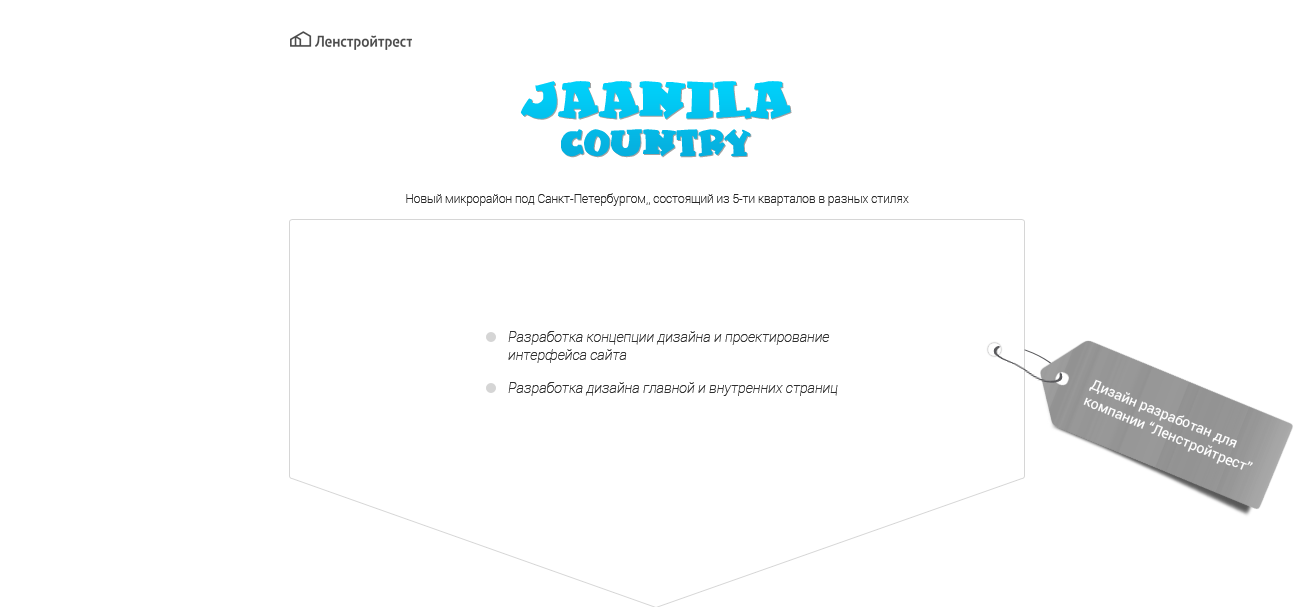 Ленстройтрест
JAANILA
COUNTRY
Новый микрорайон под Санкт-Петербургом,, состоящий из 5-ти кварталов в разных стилях
Разработка концепции дизайна и проектирование
интерфейса сайта
Разработка дизайна главной и внутренних страниц
Дизайн разработан для
компании “Ленстройтрест”